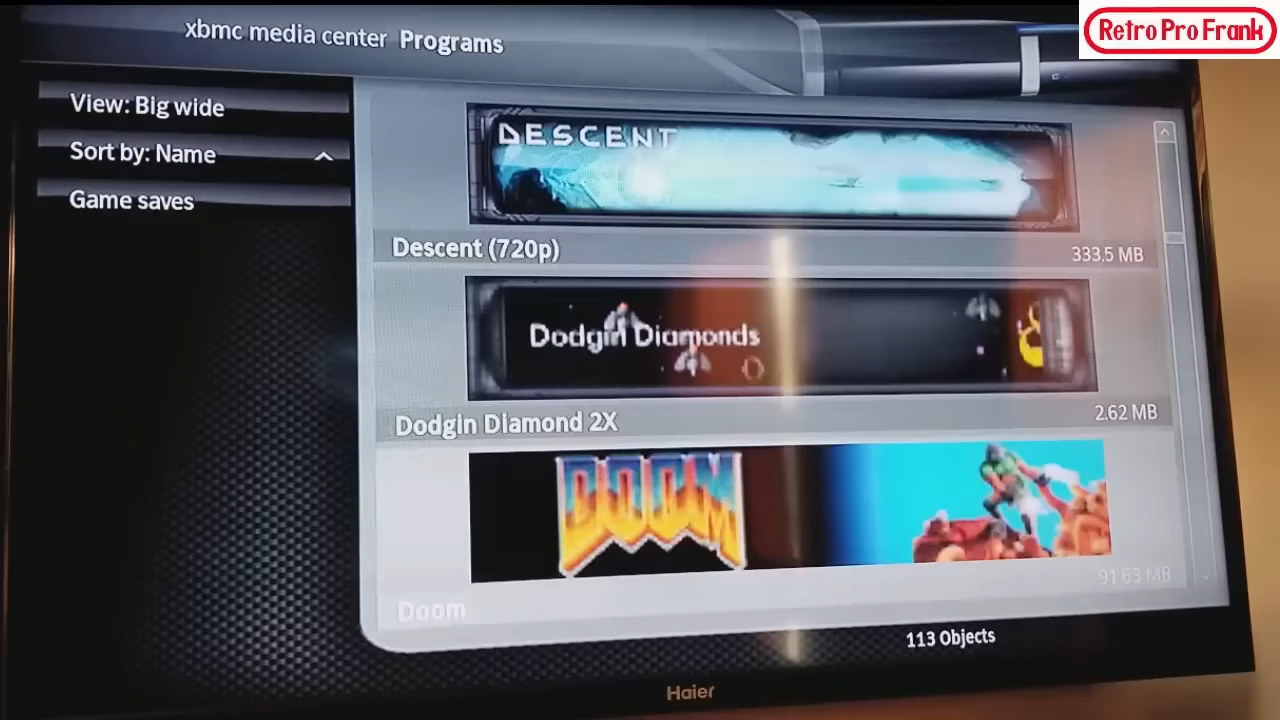 xbmc media center Programs
Retro Pro Frank
View: Big wide
Sort by: Name
Game saves
DESCENT
Descent (720p)
333.5 MB
Dodgin Diamonds
Dodgin Diamond 2X
2.62 MB
DOOM
91.63 MB
Doom
113 Objects
Haier